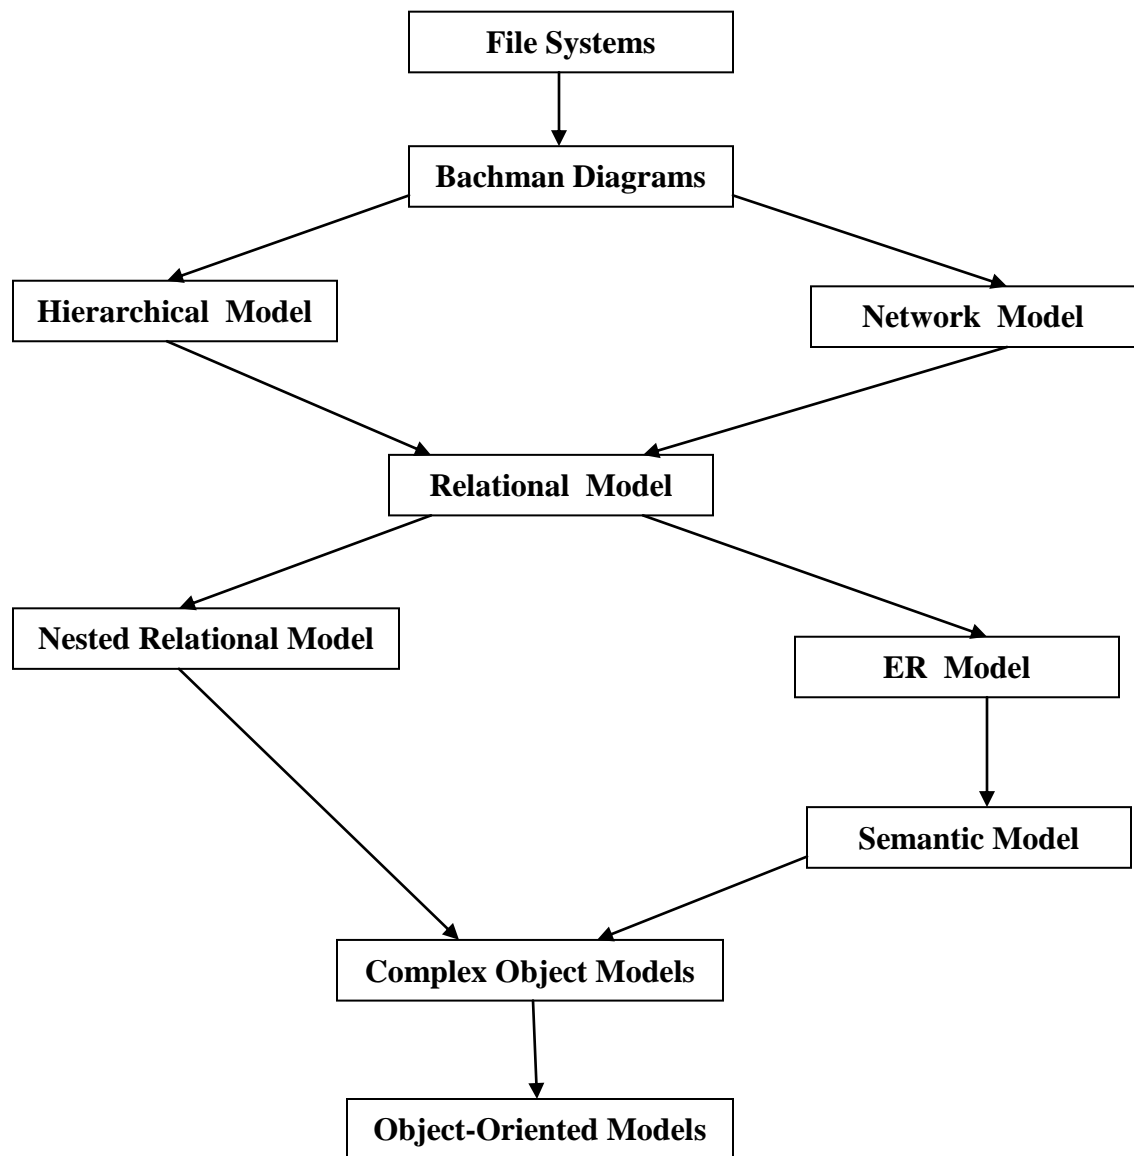 File Systems
Bachman Diagrams
Hierarchical  Model
Network  Model
Relational  Model
Nested Relational Model
ER  Model
Semantic Model
Complex Object Models
Object-Oriented Models